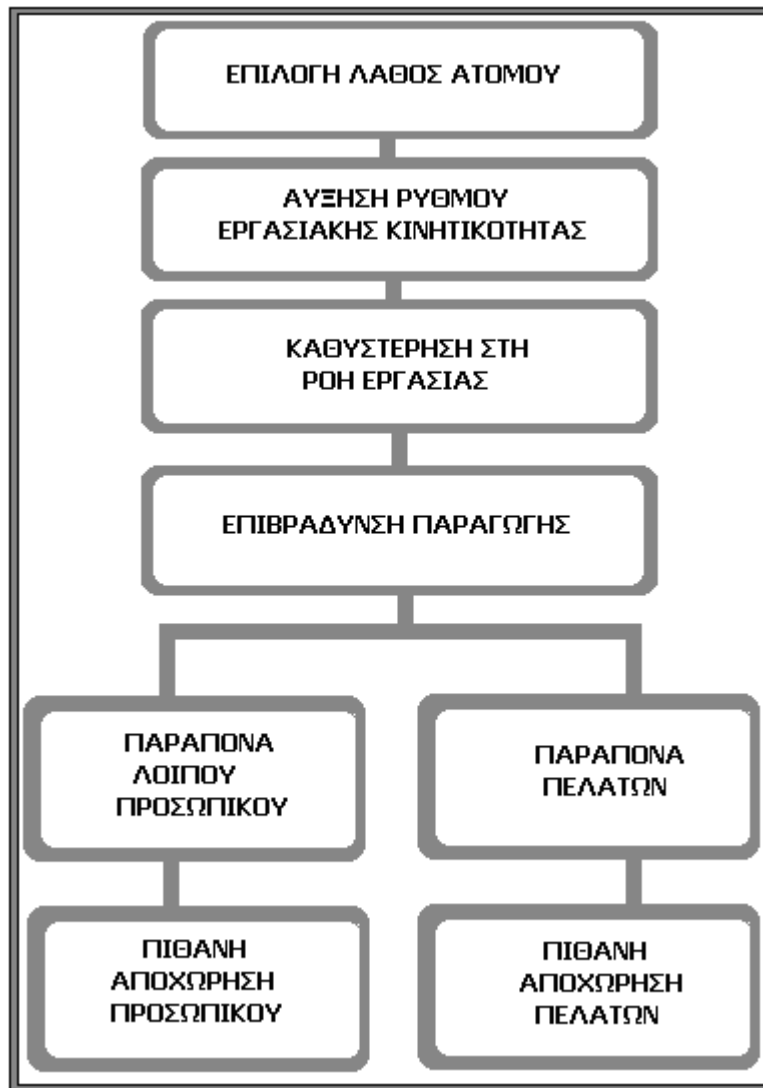 ΕΠΙΛΟΓΗ ΛΑΘΟΣ ΑΤΟΜΟΥ
ΑΥΞΗΣΗ ΡΥΘΜΟΥ
ΕΡΓΑΣΙΑΚΗΣ ΚΙΝΗΤΙΚΟΤΗΤΑΣ
ΚΑΘΥΣΤΕΡΗΣΗ ΣΤΗ
ΡΟΗ ΕΡΓΑΣΙΑΣ
ΕΠΙΒΡΑΔΥΝΣΗ ΠΑΡΑΓΩΓΗΣ
ΠΑΡΑΠΟΝΑ
ΛΟΙΠΟΥ
ΠΡΟΣΩΠΙΚΟΥ
ΠΑΡΑΠΟΝΑ
ΠΕΛΑΤΩΝ
ΠΙΘΑΝΗ
ΑΠΟΧΩΡΗΣΗ
ΠΡΟΣΩΠΙΚΟΥ
ΠΙΘΑΝΗ
ΑΠΟΧΩΡΗΣΗ
ΠΕΛΑΤΩΝ